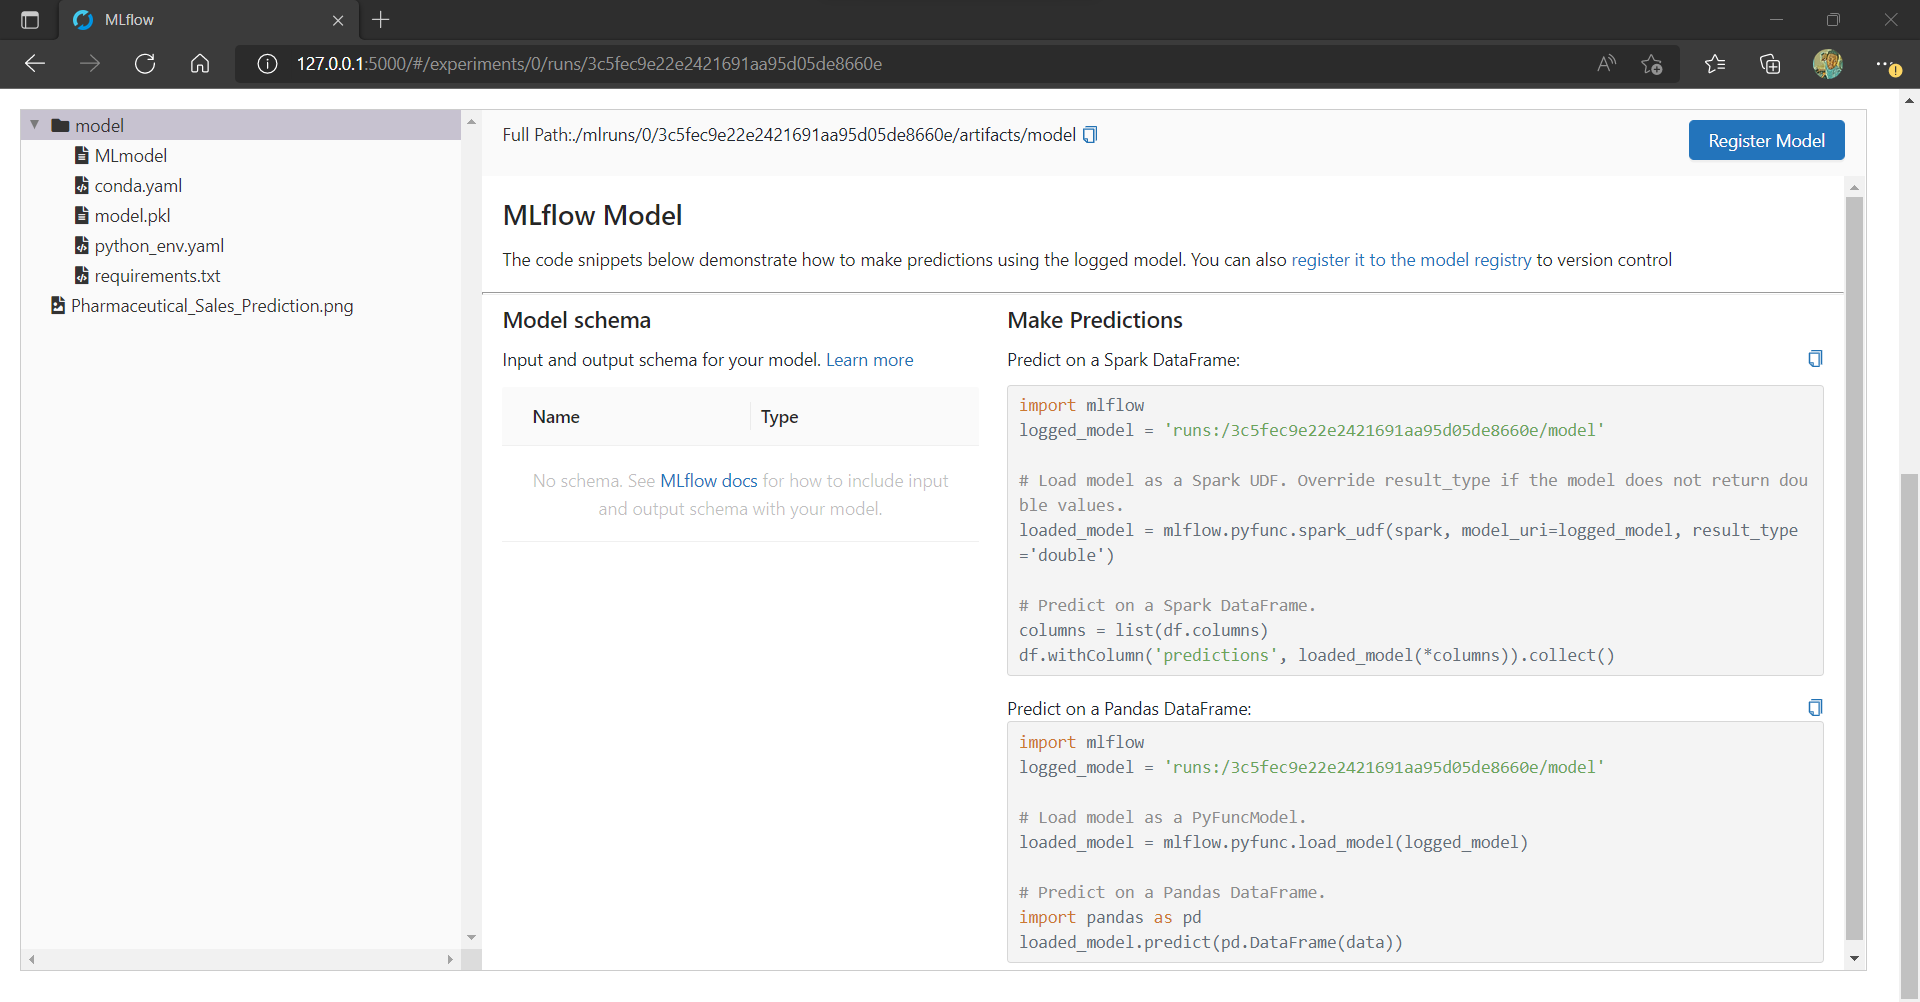 MLflow
127.0.0.1:5000/#/experiments/0/runs/3c5fec9e22e2421691aa95d05de8660e
model
MLmodel
conda.yaml
model.pkl
python_env.yaml
requirements.txt
Pharmaceutical_Sales_Prediction.png
Full Path:./mlruns/0/3c5fec9e22e2421691aa95d05de8660e/artifacts/model
Register Model
MLflow Model
The code snippets below demonstrate how to make predictions using the logged model. You can also register it to the model registry to version control
Model schema
Input and output schema for your model. Learn more
Name Type
No schema. See MLflow docs for how to include input
and output schema with your model.
Make Predictions
Predict on a Spark DataFrame:
import mlflow
logged_model = 'runs:/3c5fec9e22e2421691aa95d05de8660e/model'
# Load model as a Spark UDF. Override result_type if the model does not return dou
ble values.
loaded_model = mlflow.pyfunc.spark_udf(spark, model_uri=logged_model, result_type
='double')
# Predict on a Spark DataFrame.
columns = list(df.columns)
df.withColumn('predictions', loaded_model(*columns)).collect()
Predict on a Pandas DataFrame:
import mlflow
logged_model = 'runs:/3c5fec9e22e2421691aa95d05de8660e/model'
# Load model as a PyFuncModel.
loaded_model = mlflow.pyfunc.load_model(logged_model)
# Predict on a Pandas DataFrame.
import pandas as pd
loaded_model.predict(pd.DataFrame(data))